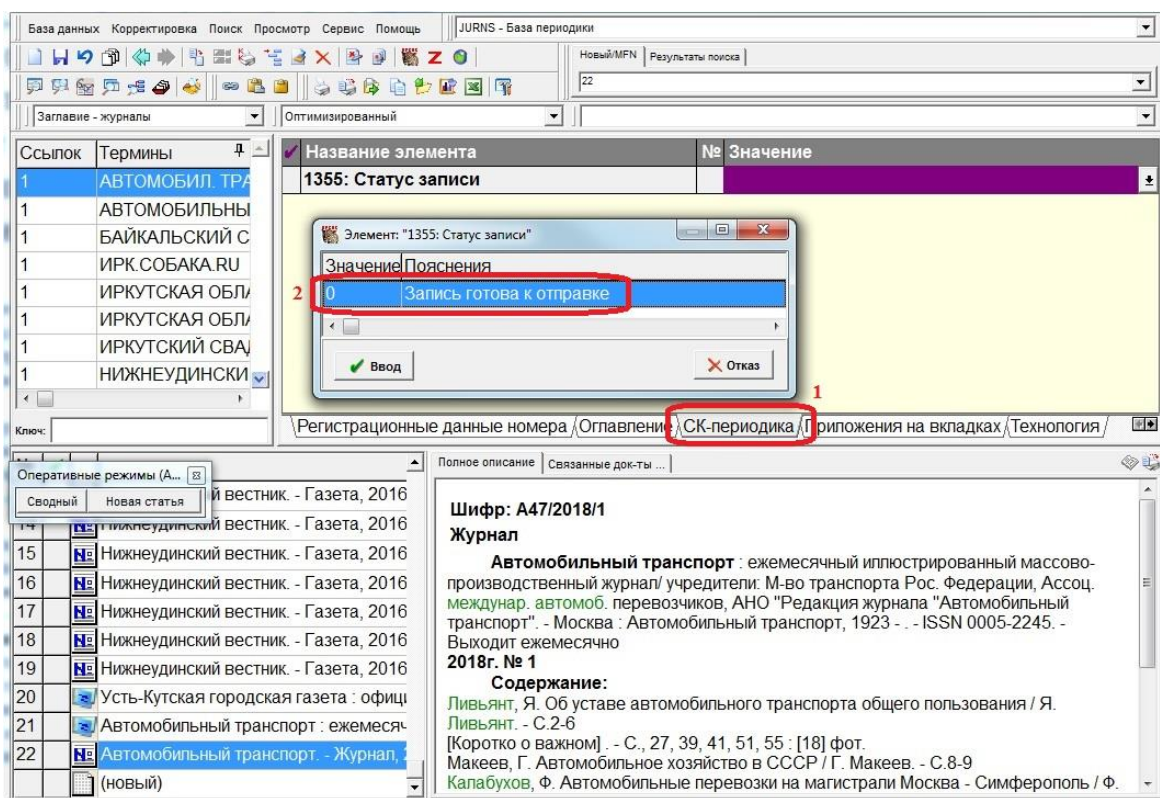 База данных Корректировка Поиск Просмотр Сервис Помощь
JURNS - База периодики
Новый/MFN Результаты поиска
22
Заглавие - журналы
Оптимизированный
Ссылок Термины
1 АВТОМОБИЛ. ТРА
1 АВТОМОБИЛЬНЫ
1 БАЙКАЛЬСКИЙ С
1 ИРК.СОБАКА.RU
1 ИРКУТСКАЯ ОБЛА
1 ИРКУТСКАЯ ОБЛА
1 ИРКУТСКИЙ СВАД
1 НИЖНЕУДИНСКИ
Ключ:
Название элемента № Значение
1355: Статус записи
Элемент: "1355: Статус записи"
Значение Пояснения
2
0 Запись готова к отправке
Ввод
Отказ
1
Регистрационные данные номера Оглавление СК-периодика Приложения на вкладках Технология
Оперативные режимы (А...
Сводный Новая статья
й вестник. - Газета, 2016
14 Нижнеудинский вестник. - Газета, 2016
15 Нижнеудинский вестник. - Газета, 2016
16 Нижнеудинский вестник. - Газета, 2016
17 Нижнеудинский вестник. - Газета, 2016
18 Нижнеудинский вестник. - Газета, 2016
19 Нижнеудинский вестник. - Газета, 2016
20 Усть-Кутская городская газета : офици
21 Автомобильный транспорт : ежемесяч
22 Автомобильный транспорт. - Журнал, 2
(новый)
Полное описание Связанные док-ты ...
Шифр: А47/2018/1
Журнал
Автомобильный транспорт : ежемесячный иллюстрированный массово-
производственный журнал/ учредители: М-во транспорта Рос. Федерации, Ассоц.
междунар. автомоб. перевозчиков, АНО "Редакция журнала "Автомобильный
транспорт". - Москва : Автомобильный транспорт, 1923 - . - ISSN 0005-2245. -
Выходит ежемесячно
2018г. № 1
Содержание:
Ливьянт, Я. Об уставе автомобильного транспорта общего пользования / Я.
Ливьянт. - С.2-6
[Коротко о важном] . - С., 27, 39, 41, 51, 55 : [18] фот.
Макеев, Г. Автомобильное хозяйство в СССР / Г. Макеев. - С.8-9
Калабухов, Ф. Автомобильные перевозки на магистрали Москва - Симферополь / Ф.